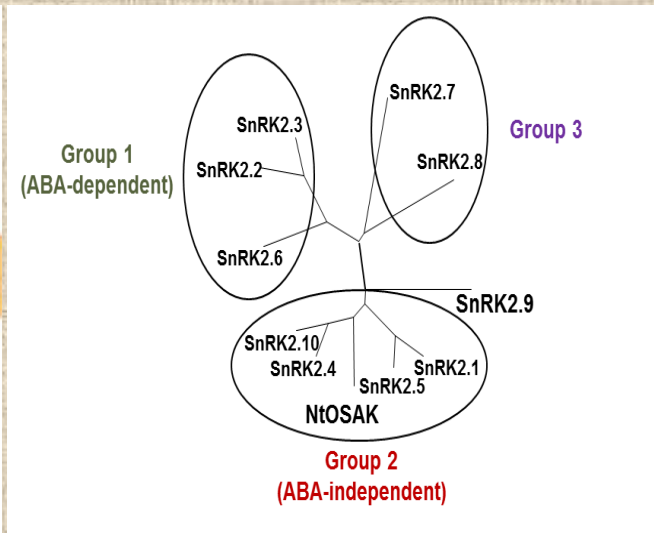 SnRK2.7
SnRK2.3
Group 3
Group 1
(ABA-dependent)
SnRK2.2
SnRK2.8
SnRK2.6
SnRK2.9
SnRK2.10
SnRK2.4
SnRK2.1
SnRK2.5
NtOSAK
Group 2
(ABA-independent)